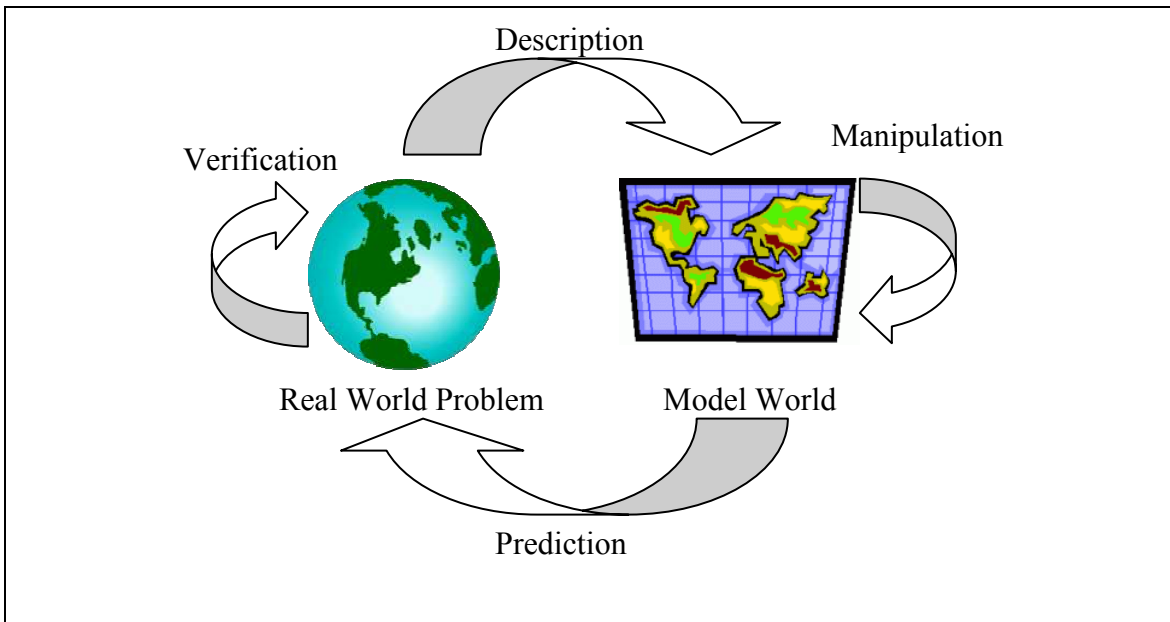 Description
Manipulation
Verification
Real World Problem
Model World
Prediction